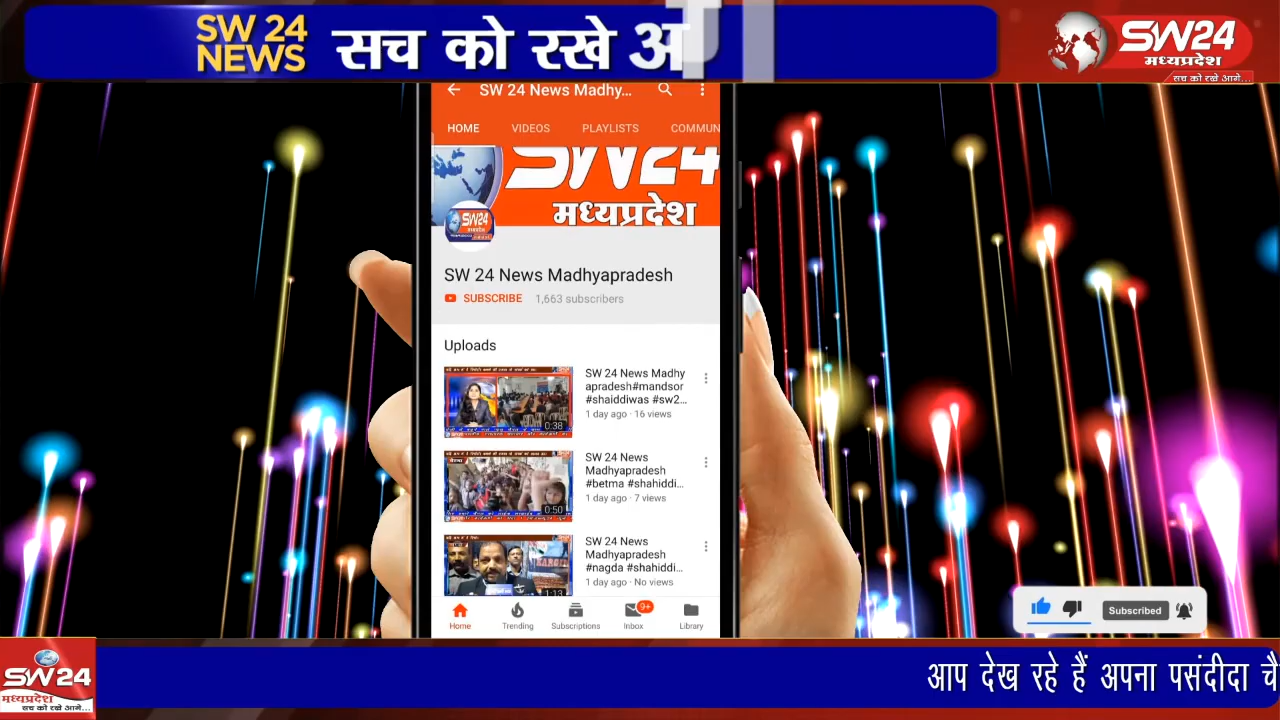 SW 24
NEWS
सच को रखे
SW24
मध्यप्रदेश
सच को रखे आगे...
SW 24 News Madhy...
HOME VIDEOS PLAYLISTS COMMUN
SW24
मध्यप्रदेश
SW24
SW 24 News Madhyapradesh
SUBSCRIBE 1,663 subscribers
Uploads
SW 24 News Madhy
apradesh#mandsor
#shaiddiwas #sw2...
1 day ago · 16 views
0:38
SW 24 News
Madhyapradesh
#betma #shahiddi...
1 day ago · 7 views
0:50
SW 24 News
Madhyapradesh
#nagda #shahiddi...
1 day ago · No views
1:13
9+
Home Trending Subscriptions Inbox Library
Subscribed
SW24
मध्यप्रदेश
सच को रखे आगे...
आप देख रहे हैं अपना पसंदीदा चै